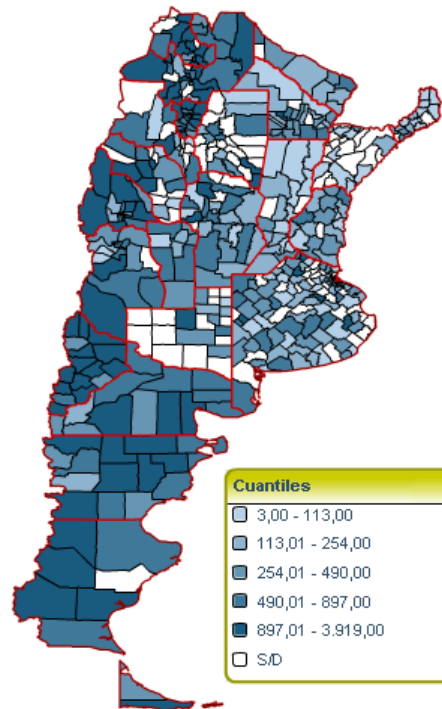 Cuantiles
3,00 - 113,00
113,01 - 254,00
254,01 - 490,00
490,01 - 897,00
897,01 - 3.919,00
S/D